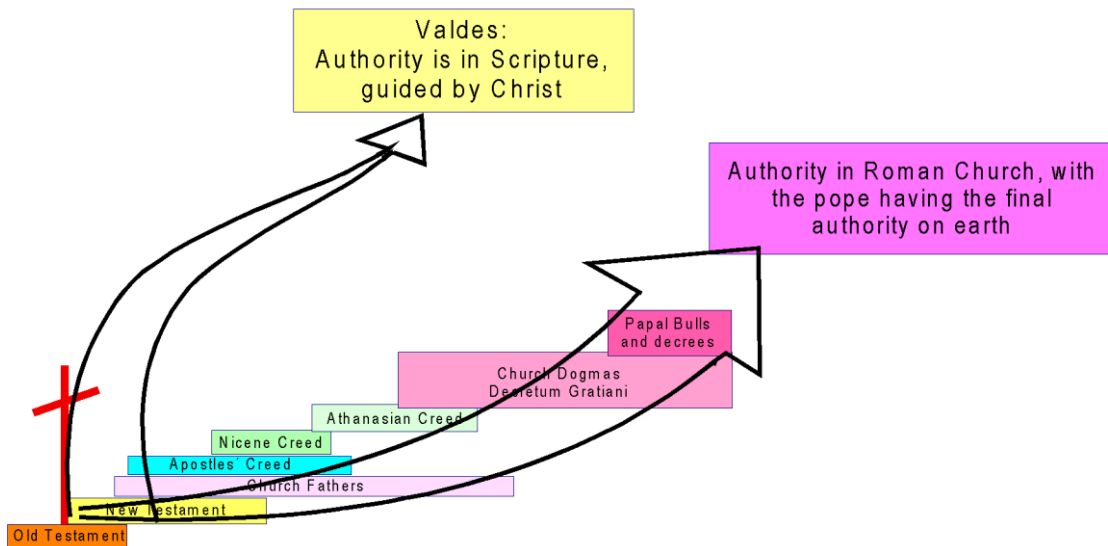 Valdes:
Authority is in Scripture,
guided by Christ
Authority in Roman Church, with
the pope having the final
authority on earth
Papal Bulls
and decrees
Church Dogmas
Decretum Gratiani
Athanasian Creed
Nicene Creed
Apostles' Creed
Church Fathers
New Testament
Old Testament